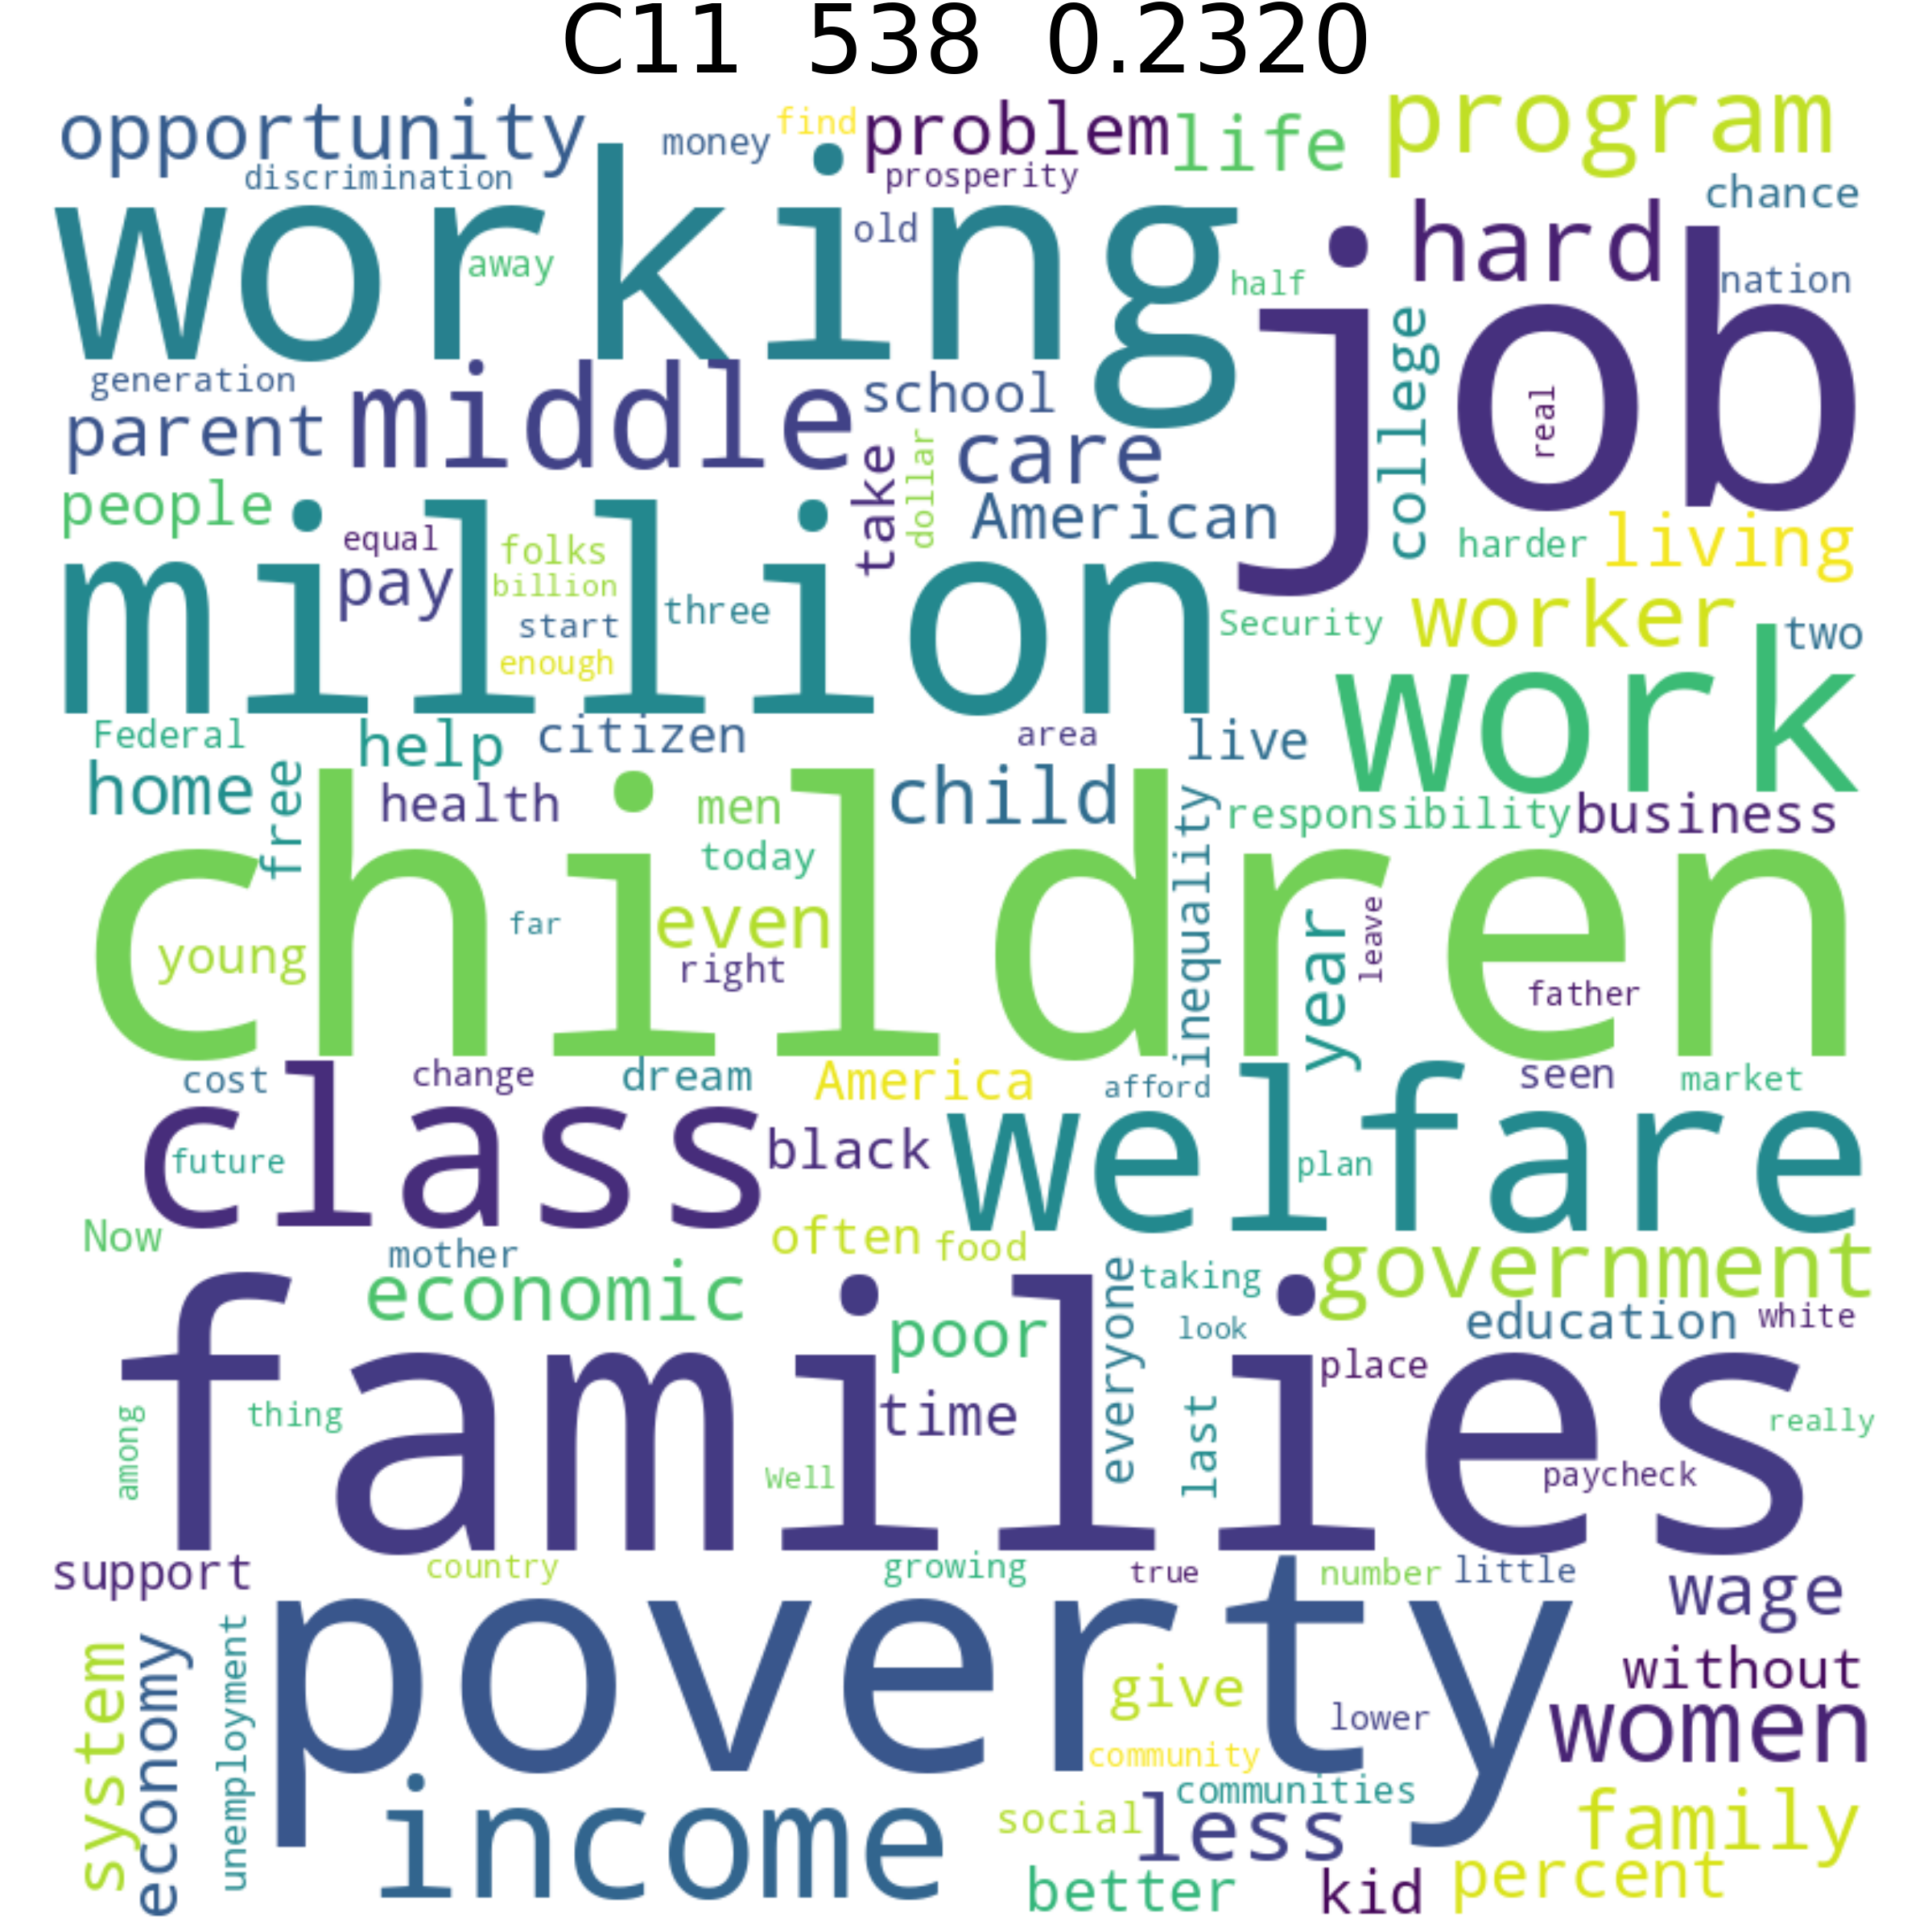 C11 538 0.2320
opportunity
money
find
problem
life
program
discrimination
prosperity
chance
working
old
hard
away
half
nation
job
generation
parent
middle
school
college
real
care
take
dollar
people
American
equal
folks
harder
living
million
pay
billion
start
three
enough
Security
worker
two
work
Federal
help
citizen
area
live
home
free
health
men
child
responsibility
business
today
inequality
children
young
far
even
right
year
leave
father
cost
change
dream
America
afford
seen
market
class
future
black
welfare
plan
Now
mother
often
food
government
economic
everyone
taking
poor
look
education
white
families
place
among
thing
time
last
really
Well
paycheck
support
country
growing
true
number
little
wage
poverty
system
economy
unemployment
without
give
lower
women
community
communities
income
social
less
family
better
kid
percent